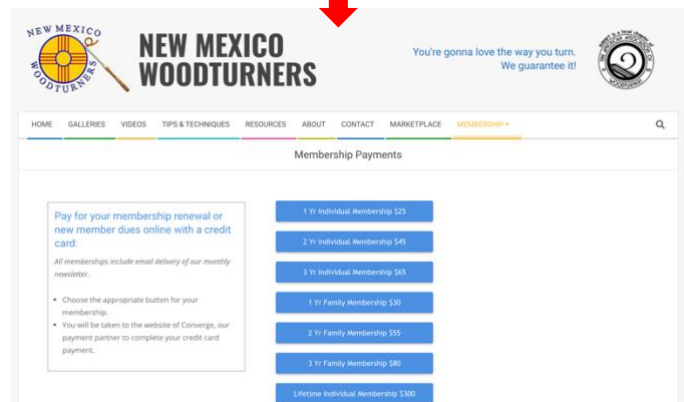 NEW MEXICO
WOODTURNERS
NEW MEXICO
WOODTURNERS
You're gonna love the way you turn.
We guarantee it!
HOME GALLERIES VIDEOS TIPS & TECHNIQUES RESOURCES ABOUT CONTACT MARKETPLACE MEMBERSHIP
Membership Payments
Pay for your membership renewal or
new member dues online with a credit
card:
All memberships include email delivery of our monthly
newsletter.
• Choose the appropriate button for your
membership.
• You will be taken to the website of Converge, our
payment partner to complete your credit card
payment.
1 Yr Individual Membership $25
2 Yr Individual Membership $45
3 Yr Individual Membership $65
1 Yr Family Membership $30
2 Yr Family Membership $55
3 Yr Family Membership $80
Lifetime Individual Membership $300